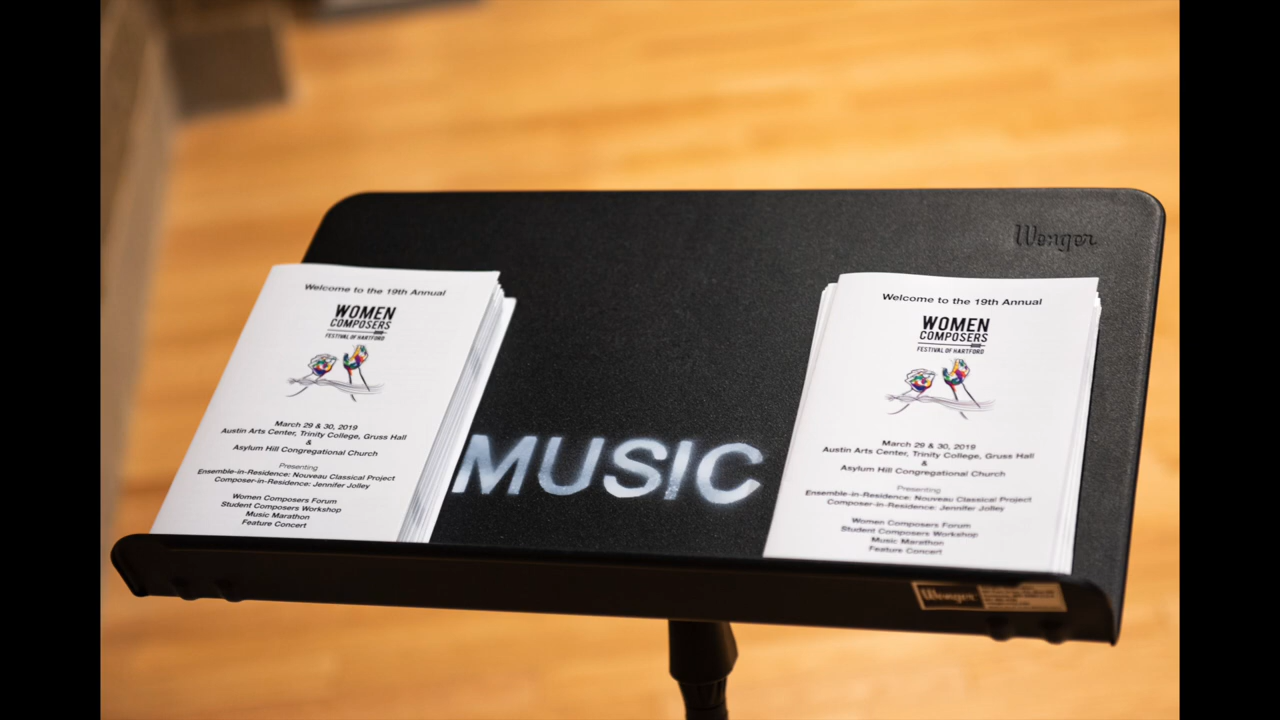 Wenger
Welcome to the 19th Annual
WOMEN
COMPOSERS
FESTIVAL OF HARTFORD
March 29 & 30, 2019
Austin Arts Center, Trinity College, Gruss Hall
&
Asylum Hill Congregational Church
Presenting
Ensemble-in-Residence: Nouveau Classical Project
Composer-in-Residence: Jennifer Jolley
Women Composers Forum
Student Composers Workshop
Music Marathon
Feature Concert
MUSIC
Welcome to the 19th Annual
WOMEN
COMPOSERS
FESTIVAL OF HARTFORD
March 29 & 30, 2019
Austin Arts Center, Trinity College, Gruss Hall
&
Asylum Hill Congregational Church
Presenting
Ensemble-in-Residence: Nouveau Classical Project
Composer-in-Residence: Jennifer Jolley
Women Composers Forum
Student Composers Workshop
Music Marathon
Feature Concert
Wenger